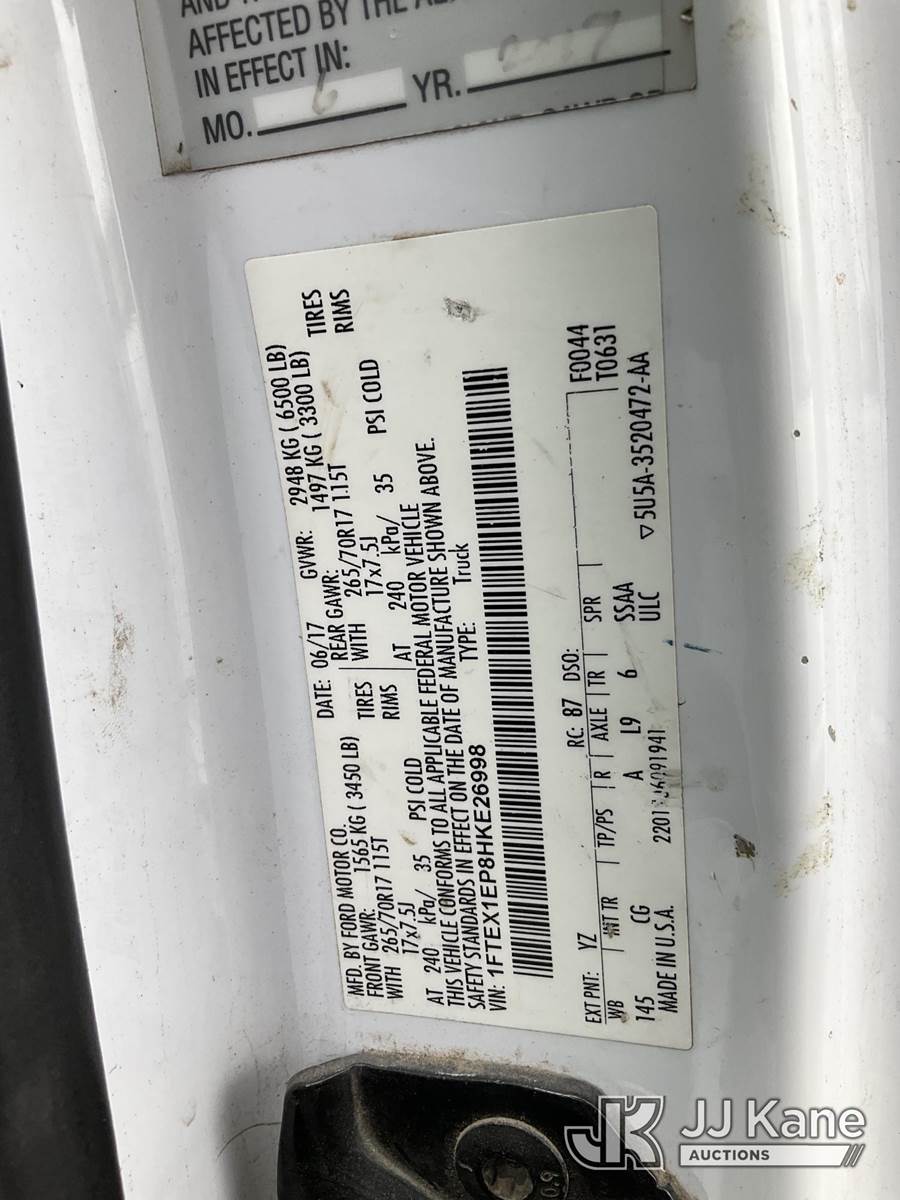 AFFECTED BY THE
IN EFFECT IN:
MO. 6 YR. 2017
MFD. BY FORD MOTOR CO.
DATE: 06/17 GVWR: 2948 KG ( 6500 LB)
FRONT GAWR: 1565 KG ( 3450 LB) REAR GAWR: 1497 KG ( 3300 LB)
WITH 265/70R17 115T TIRES WITH 265/70R17 115T TIRES
17x7.5J RIMS 17x7.5J RIMS
AT 240 kPa/ 35 PSI COLD AT 240 kPa/ 35 PSI COLD
THIS VEHICLE CONFORMS TO ALL APPLICABLE FEDERAL MOTOR VEHICLE
SAFETY STANDARDS IN EFFECT ON THE DATE OF MANUFACTURE SHOWN ABOVE.
VIN: 1FTEX1EP8HKE26998 TYPE: Truck
F0044
T0631
EXT PNT: YZ RC: 87 DSO:
WB INT TR TP/PS R AXLE TR SPR
145 CG A L9 6 SSAA
MADE IN U.S.A. ULC
▽5U5A-3520472-AA
JK JJ Kane
AUCTIONS